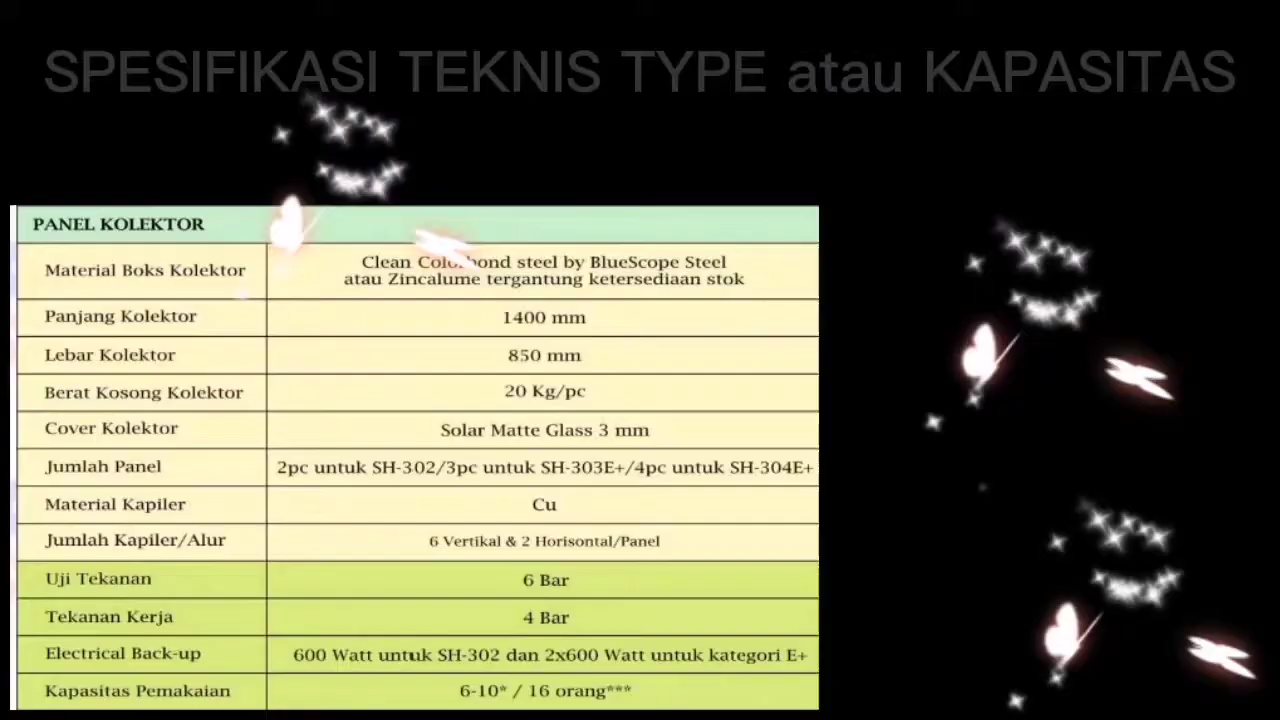 SPESIFIKASI TEKNIS TYPE atau KAPASITAS
PANEL KOLEKTOR
Material Boks Kolektor
Clean Colorbond steel by BlueScope Steel
atau Zincalume tergantung ketersediaan stok
Panjang Kolektor 1400 mm
Lebar Kolektor 850 mm
Berat Kosong Kolektor 20 Kg/pc
Cover Kolektor Solar Matte Glass 3 mm
Jumlah Panel 2pc untuk SH-302/3pc untuk SH-303E+/4pc untuk SH-304E+
Material Kapiler Cu
Jumlah Kapiler/Alur 6 Vertikal & 2 Horisontal/Panel
Uji Tekanan 6 Bar
Tekanan Kerja 4 Bar
Electrical Back-up 600 Watt untuk SH-302 dan 2x600 Watt untuk kategori E+
Kapasitas Pemakaian 6-10* / 16 orang***